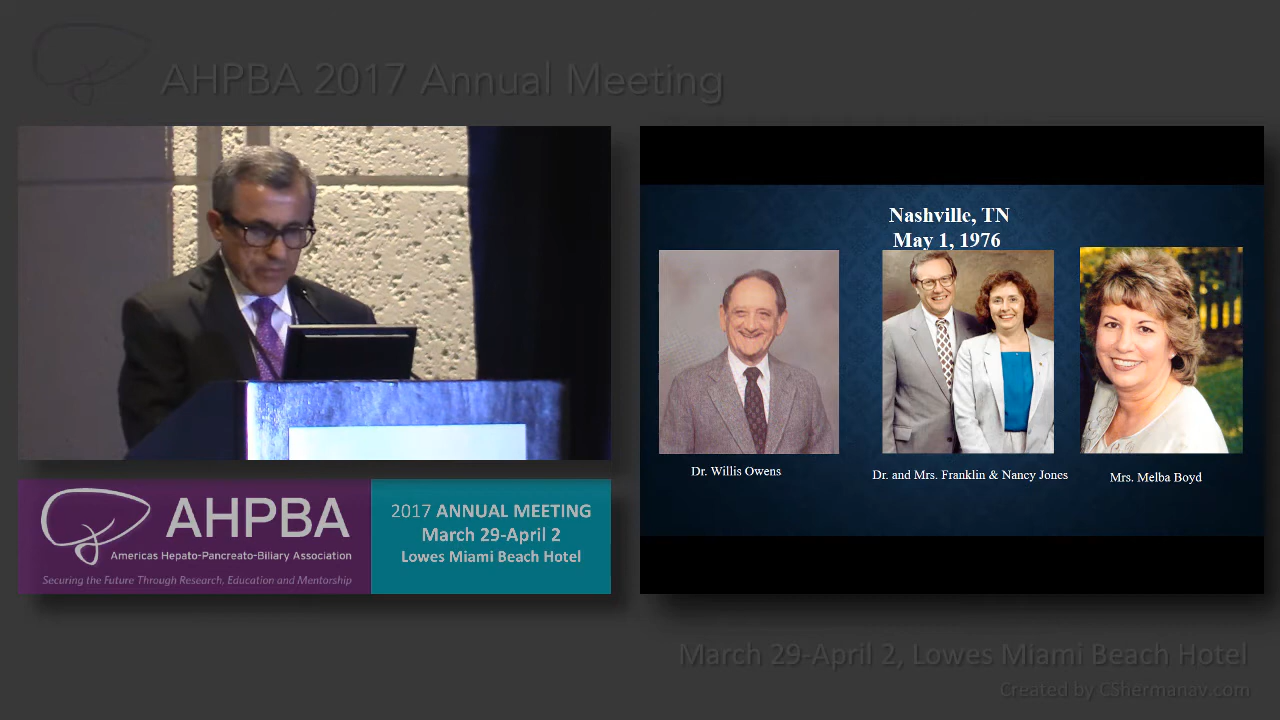 AHPBA 2017 Annual Meeting
Nashville, TN
May 1, 1976
Dr. Willis Owens
Dr. and Mrs. Franklin & Nancy Jones
Mrs. Melba Boyd
AHPBA
Americas Hepato-Pancreato-Biliary Association
Securing the Future Through Research, Education and Mentorship
2017 ANNUAL MEETING
March 29-April 2
Lowes Miami Beach Hotel
March 29-April 2, Lowes Miami Beach Hotel
Created by CShermanav.com